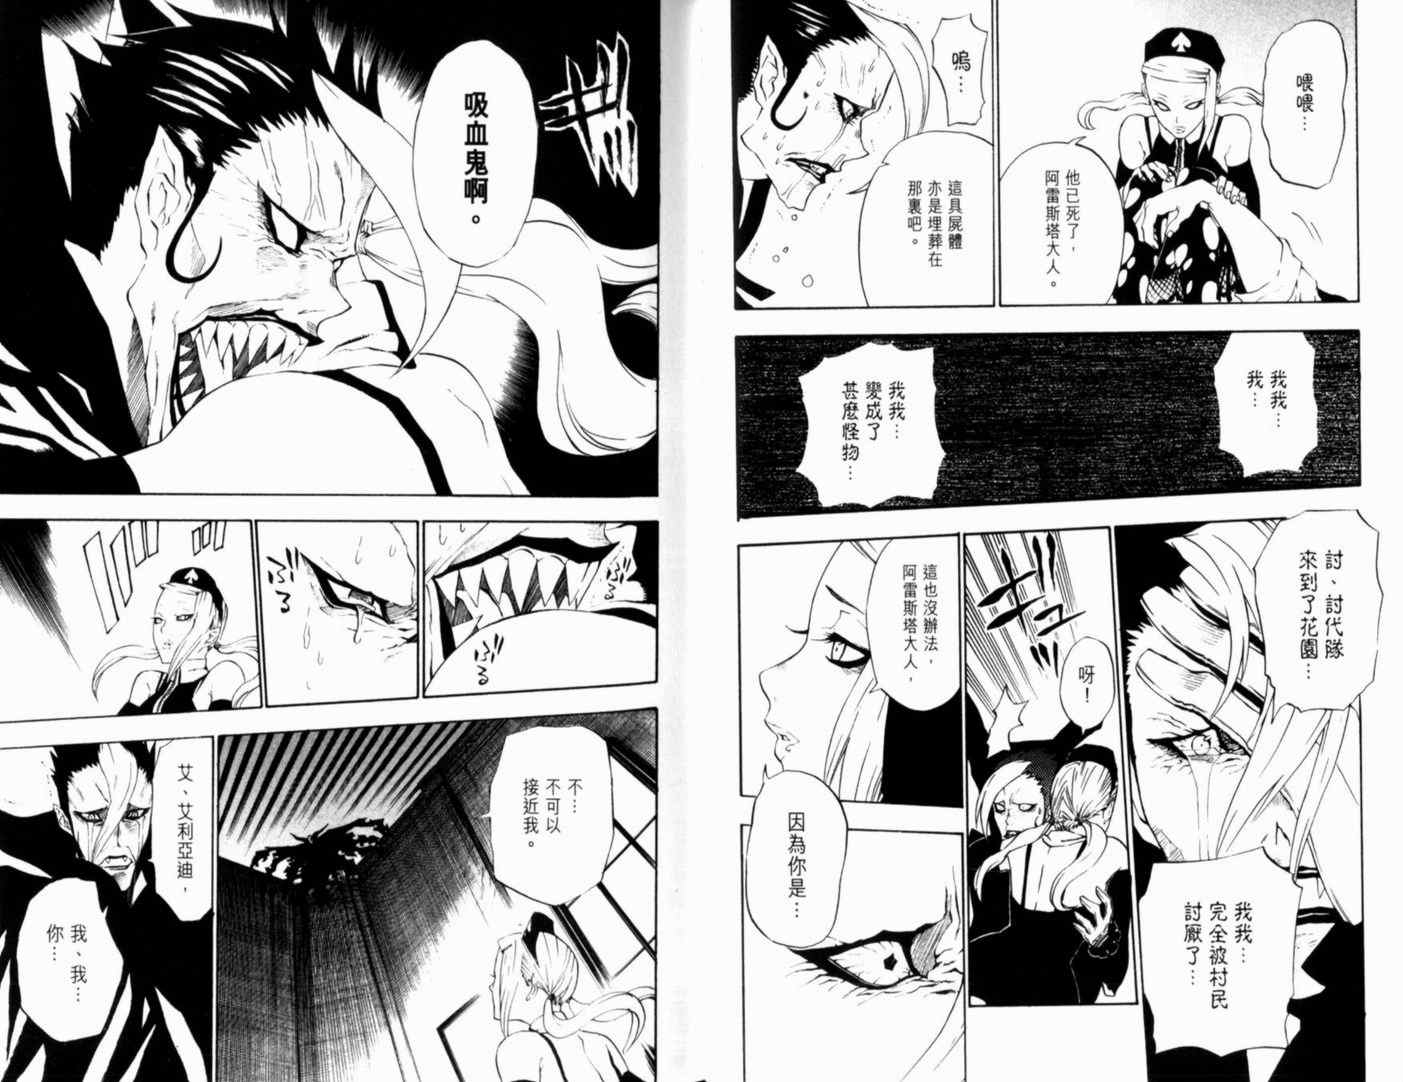 喂喂…
他已死了，
阿雷斯塔大人。
嗚…
這具屍體
亦是埋葬在
那裏吧。
我我…
我…
我我…
變成了
甚麼怪物…
討、討代隊
來到了花園…
我我…
完全被村民
討厭了…
呀！
這也沒辦法，
阿雷斯塔大人，
因為你是…
吸血鬼啊。
ぶる
ぶる
不…
不可以
接近我。
艾、艾利亞迪，
我、我…
你…